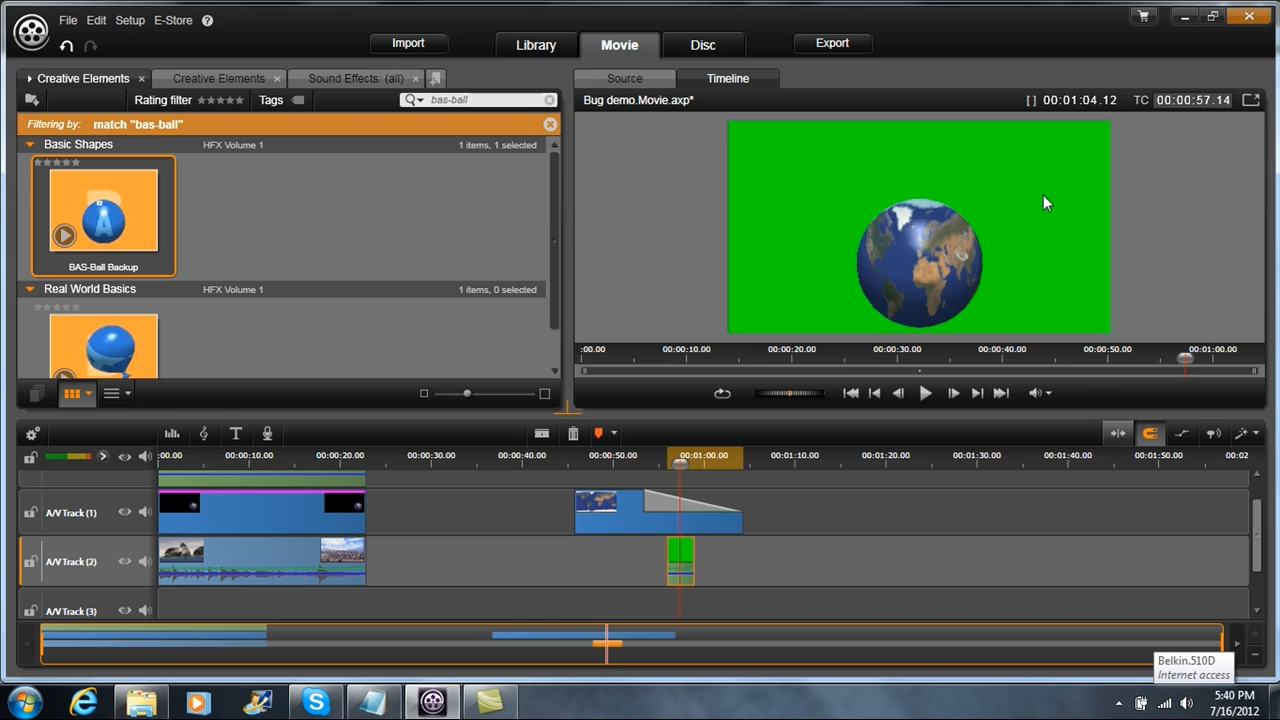 File Edit Setup E-Store ?
Import Library Movie Disc Export
Creative Elements × Creative Elements × Sound Effects: (all) ×
Source Timeline
Rating filter Tags bas-ball
Bug demo.Movie.axp* [] 00:01:04.12 TC 00:00:57.14
Filtering by: match "bas-ball"
Basic Shapes HFX Volume 1 1 items, 1 selected
B
A
BAS-Ball Backup
Real World Basics HFX Volume 1 1 items, 0 selected
:00.00 00:00:10.00 00:00:20.00 00:00:30.00 00:00:40.00 00:00:50.00 00:01:00.00
:00.00 00:00:10.00 00:00:20.00 00:00:30.00 00:00:40.00 00:00:50.00 00:01:00.00 00:01:10.00 00:01:20.00 00:01:30.00 00:01:40.00 00:01:50.00 00:02
A/V Track (1)
A/V Track (2)
A/V Track (3)
Belkin.510D
Internet access
5:40 PM
7/16/2012